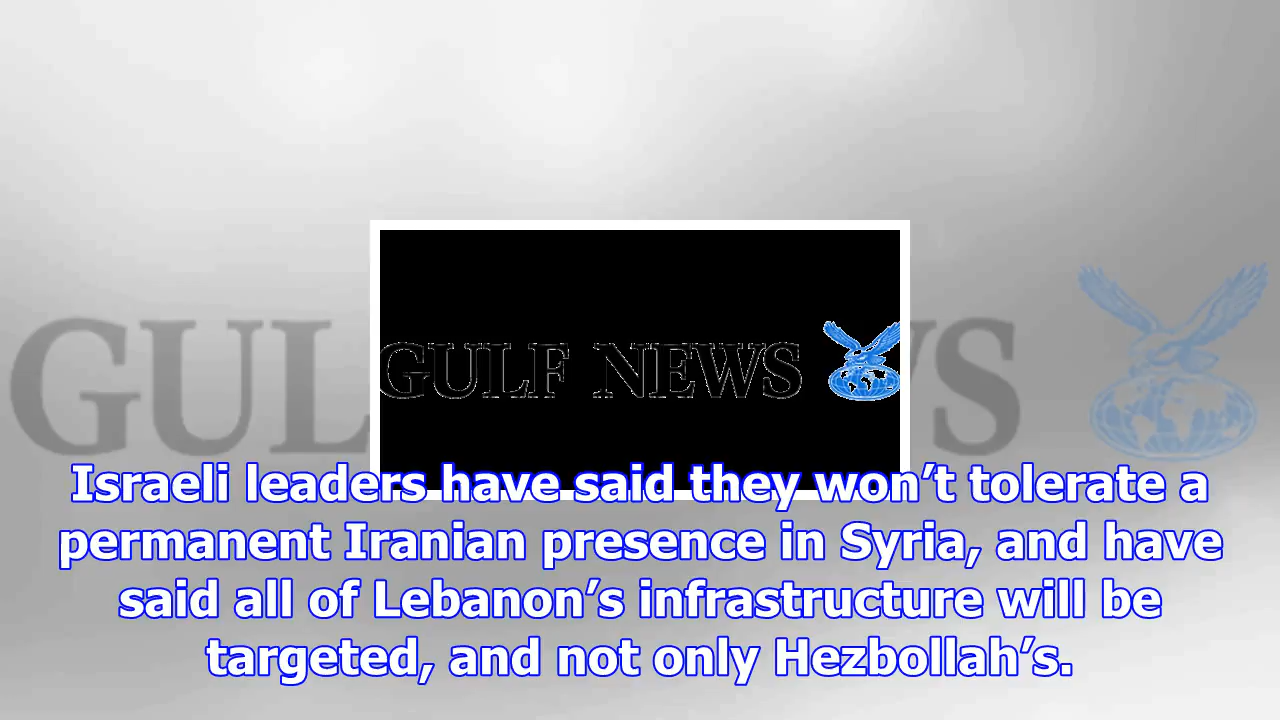 GULF NEWS
Israeli leaders have said they won’t tolerate a
permanent Iranian presence in Syria, and have
said all of Lebanon’s infrastructure will be
targeted, and not only Hezbollah’s.